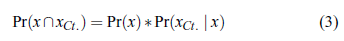 Pr(x∩x_{Ct.}) = Pr(x) * Pr(x_{Ct.} | x) (3)